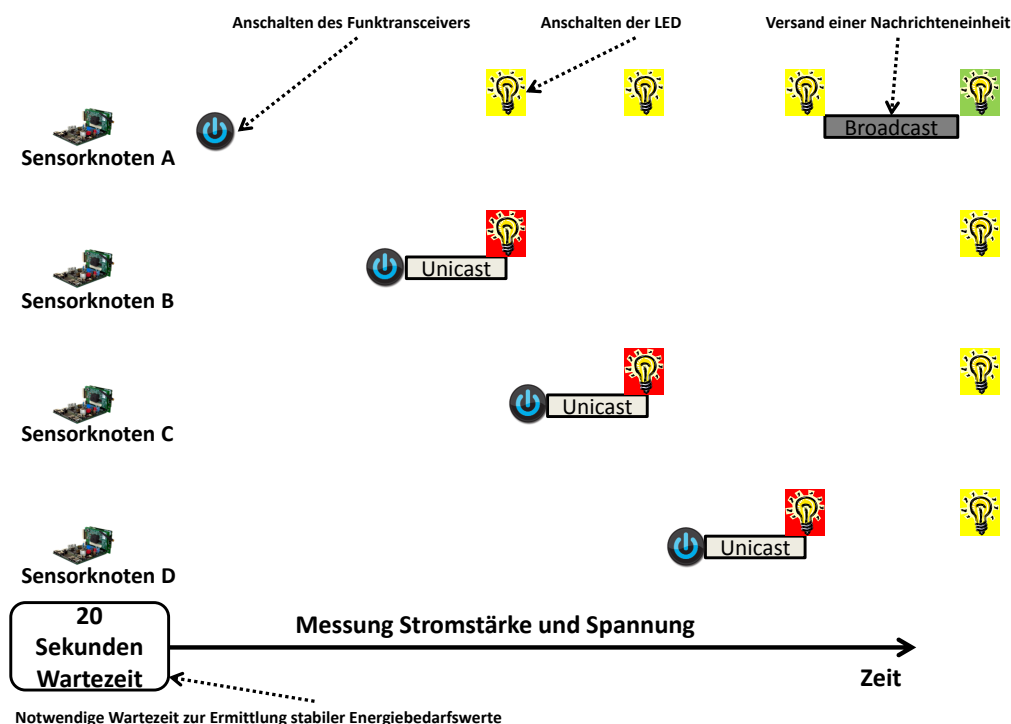 Anschalten des Funktransceivers
Anschalten der LED
Versand einer Nachrichteneinheit
Broadcast
Sensorknoten A
Unicast
Sensorknoten B
Unicast
Sensorknoten C
Unicast
Sensorknoten D
20
Sekunden
Wartezeit
Messung Stromstärke und Spannung
Zeit
Notwendige Wartezeit zur Ermittlung stabiler Energiebedarfswerte